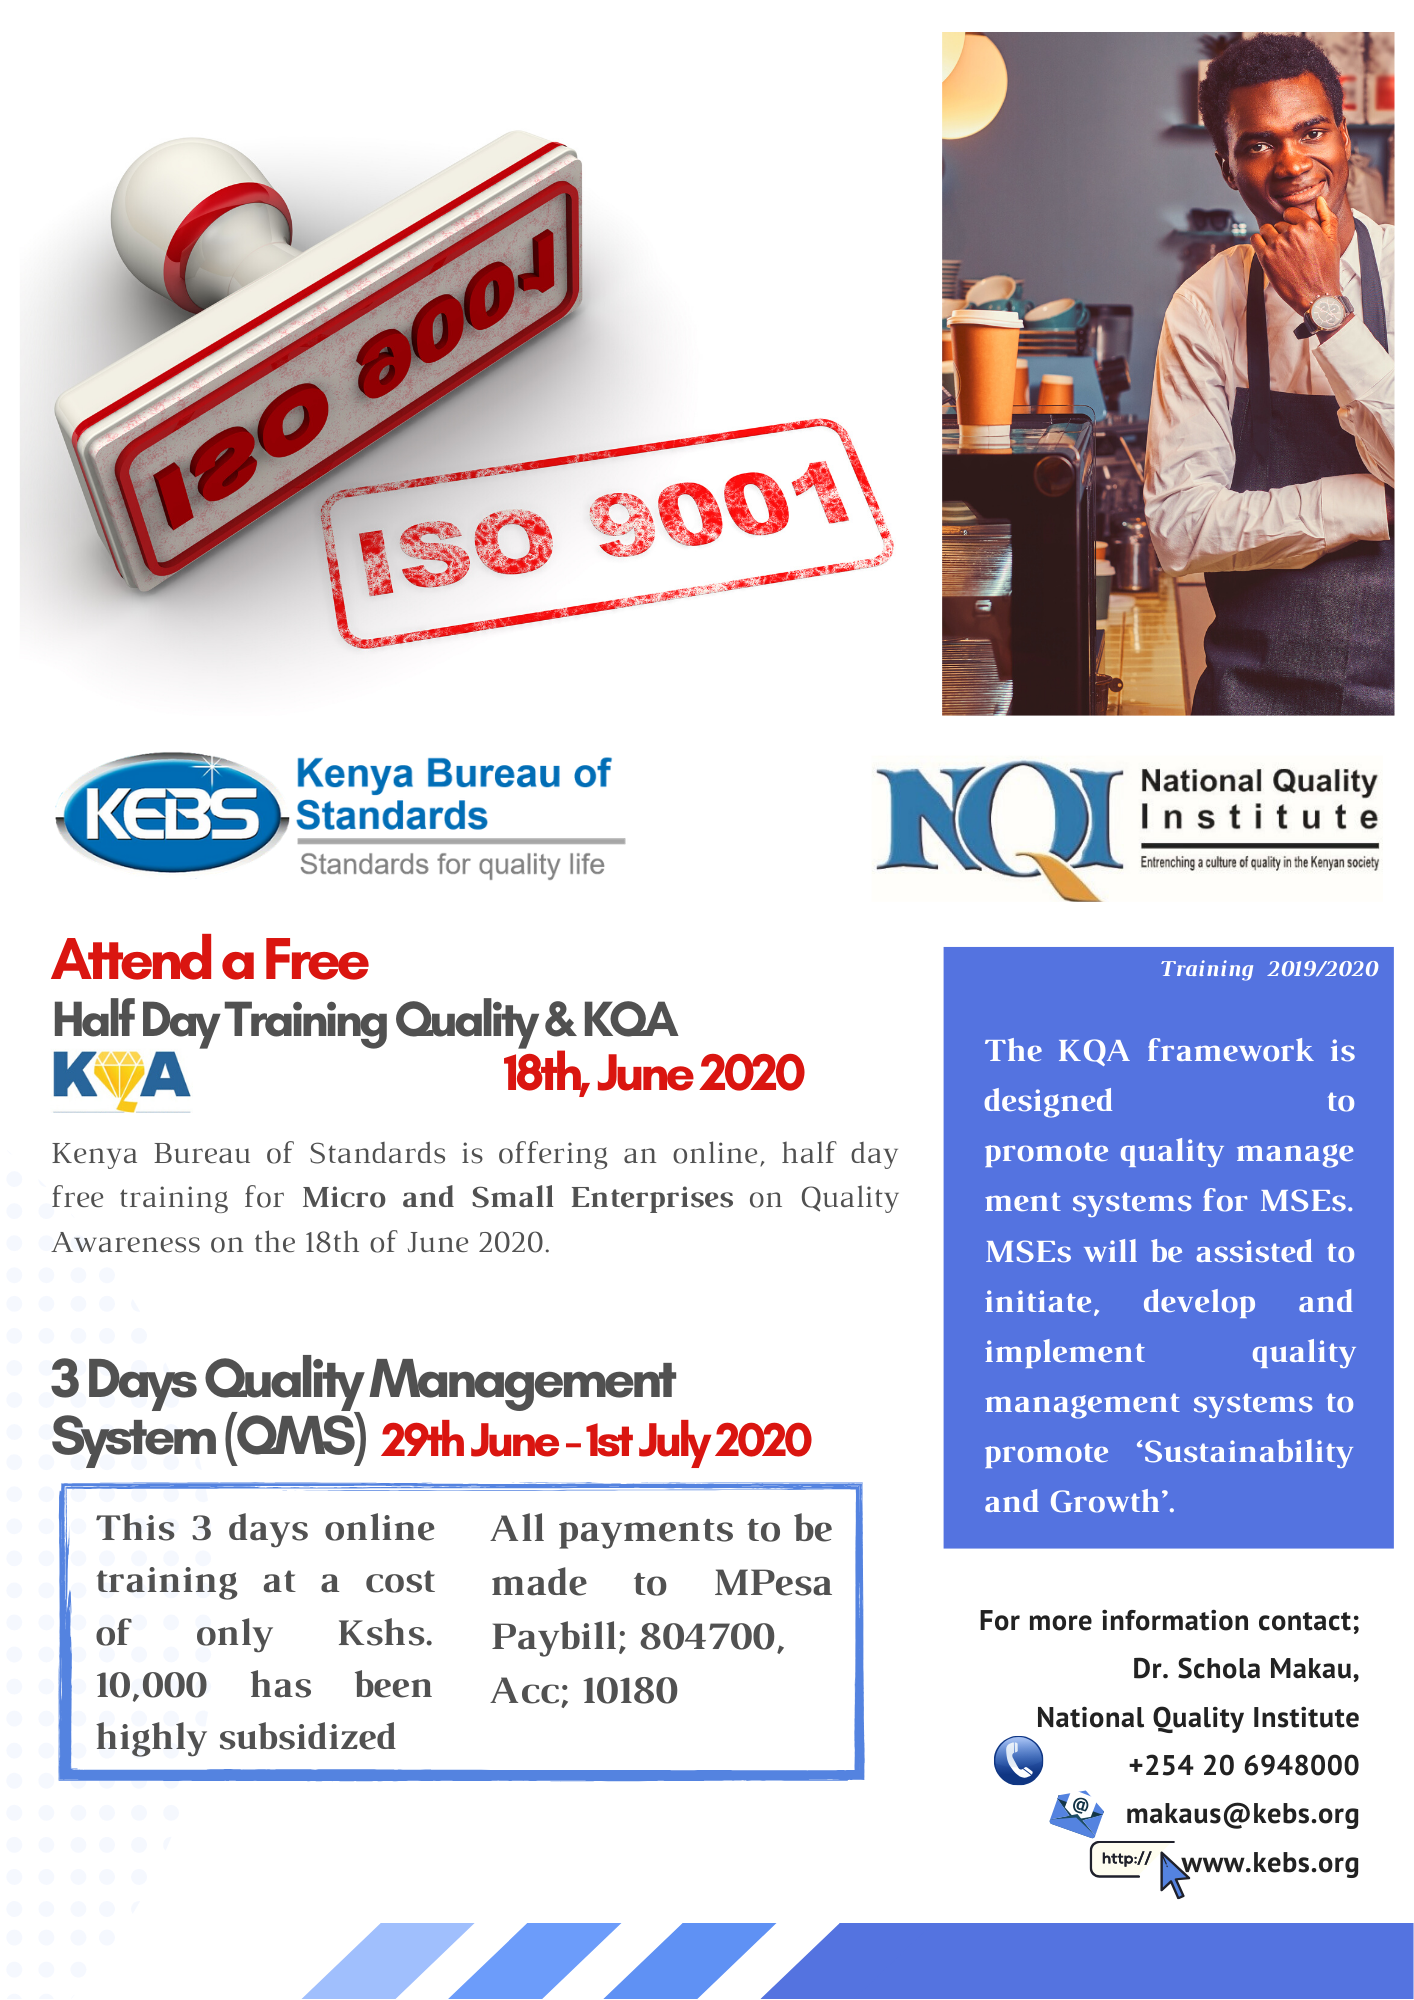 ISO 9001
ISO 9001
KEBS
Kenya Bureau of
Standards
Standards for quality life
NQI
National Quality
Institute
Entrenching a culture of quality in the Kenyan society
Attend a Free
Half Day Training Quality & KQA
KQA
18th, June 2020
Kenya Bureau of Standards is offering an online, half day
free training for Micro and Small Enterprises on Quality
Awareness on the 18th of June 2020.
3 Days Quality Management
System (QMS) 29th June - 1st July 2020
This 3 days online
training at a cost
of only Kshs.
10,000 has been
highly subsidized
All payments to be
made to MPesa
Paybill; 804700,
Acc; 10180
Training 2019/2020
The KQA framework is
designed to
promote quality manage
ment systems for MSEs.
MSEs will be assisted to
initiate, develop and
implement quality
management systems to
promote ‘Sustainability
and Growth’.
For more information contact;
Dr. Schola Makau,
National Quality Institute
+254 20 6948000
@
makaus@kebs.org
http://
www.kebs.org